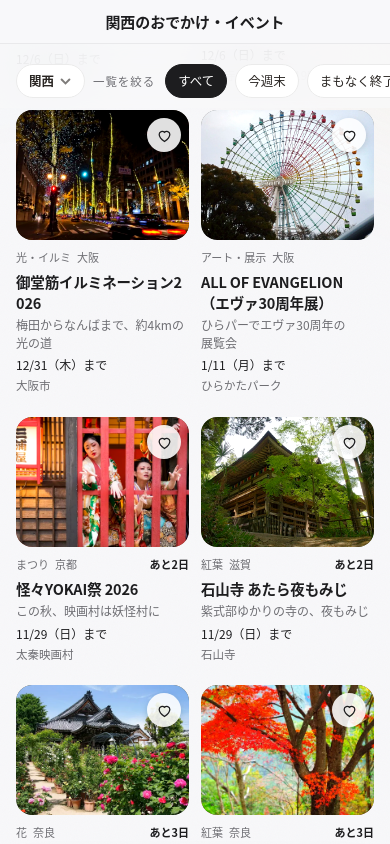 関西のおでかけ・イベント
12/6（日）まで
12/6（日）まで
関西
一覧を絞る
すべて
今週末
まもなく終了
光・イルミ 大阪
御堂筋イルミネーション2
026
梅田からなんばまで、約4kmの
光の道
12/31（木）まで
大阪市
アート・展示 大阪
ALL OF EVANGELION
（エヴァ30周年展）
ひらパーでエヴァ30周年の
展覧会
1/11（月）まで
ひらかたパーク
まつり 京都
あと2日
怪々YOKAI祭 2026
この秋、映画村は妖怪村に
11/29（日）まで
太秦映画村
紅葉 滋賀
あと2日
石山寺 あたら夜もみじ
紫式部ゆかりの寺の、夜もみじ
11/29（日）まで
石山寺
花 奈良
あと3日
紅葉 奈良
あと3日